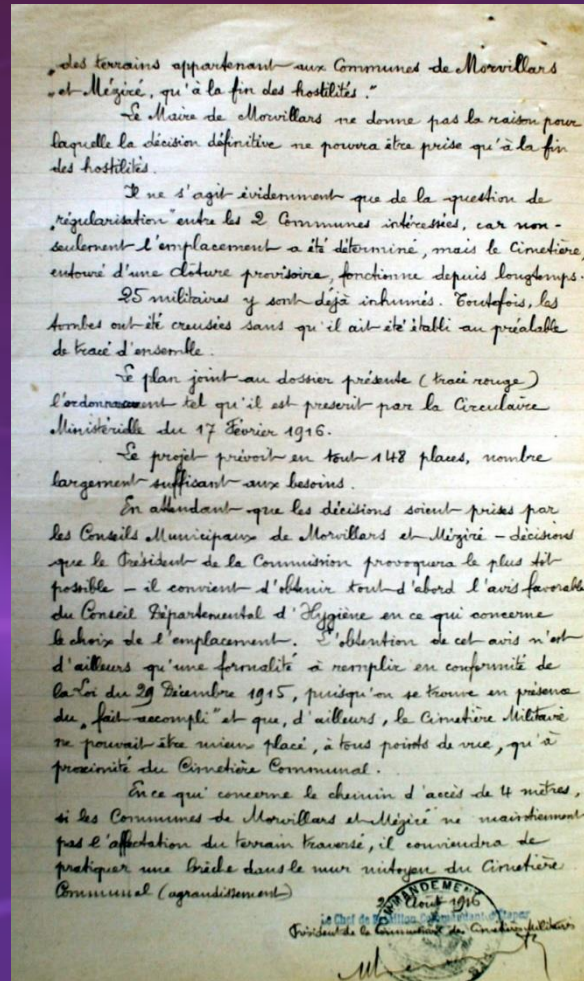 „des terrains appartenant aux Communes de Morvillars
„et Méziré, qu'à la fin des hostilités."
Le Maire de Morvillars ne donne pas la raison pour
laquelle la décision définitive ne pourra être prise qu'à la fin
des hostilités.
Il ne s'agit évidemment que de la question de
„régularisation" entre les 2 Communes intéressées, car non-
seulement l'emplacement a été déterminé, mais le Cimetière,
entouré d'une clôture provisoire, fonctionne depuis longtemps.
25 militaires y sont déjà inhumés. Toutefois, les
tombes ont été creusées sans qu'il ait été établi au préalable
de tracé d'ensemble.
Le plan joint au dossier présente (tracé rouge)
l'ordonnancement tel qu'il est prescrit par la Circulaire
Ministérielle du 17 Février 1916.
Le projet prévoit en tout 148 places, nombre
largement suffisant aux besoins.
En attendant que les décisions soient prises par
les Conseils Municipaux de Morvillars et Méziré – décisions
que le Président de la Commission provoquera le plus tôt
possible – il convient d'obtenir tout d'abord l'avis favorable
du Conseil Départemental d'Hygiène en ce qui concerne
le choix de l'emplacement. L'obtention de cet avis n'est
d'ailleurs qu'une formalité à remplir en conformité de
la Loi du 29 Décembre 1915, puisqu'on se trouve en présence
du „fait accompli" et que, d'ailleurs, le Cimetière Militaire
ne pouvait être mieux placé, à tous points de vue, qu'à
proximité du Cimetière Communal.
En ce qui concerne le chemin d'accès de 4 mètres,
si les Communes de Morvillars et Méziré ne maintiennent
pas l'affectation du terrain traversé, il conviendra de
pratiquer une brèche dans le mur mitoyen du Cimetière
Communal (agrandissement)
Août 1916
Le Chef de Bataillon, Commandant d'Etapes
Président de la Commission de Cimetières Militaires